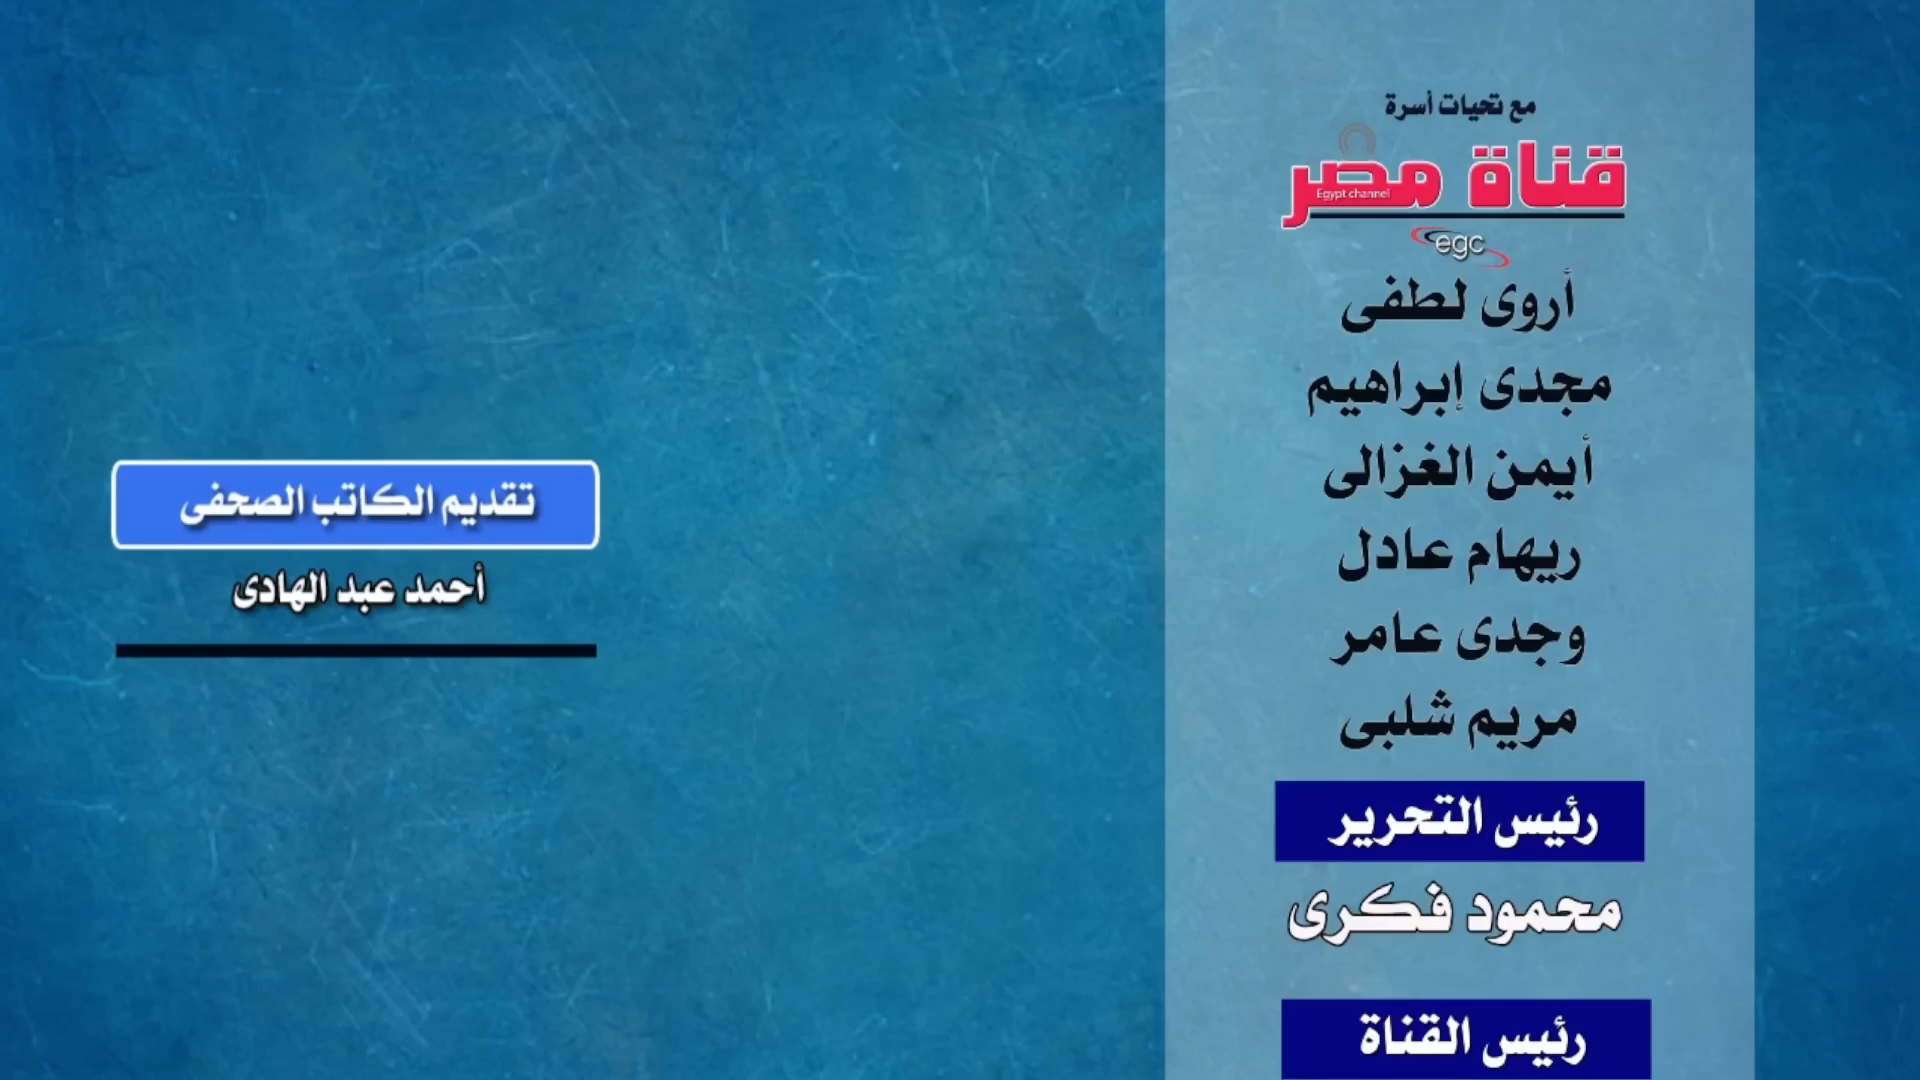 مع تحيات أسرة
قناة مصر
Egypt channel
egc
أروى لطفى
مجدى إبراهيم
أيمن الغزالى
ريهام عادل
وجدى عامر
مريم شلبى
رئيس التحرير
محمود فكرى
رئيس القناة
تقديم الكاتب الصحفى
أحمد عبد الهادى